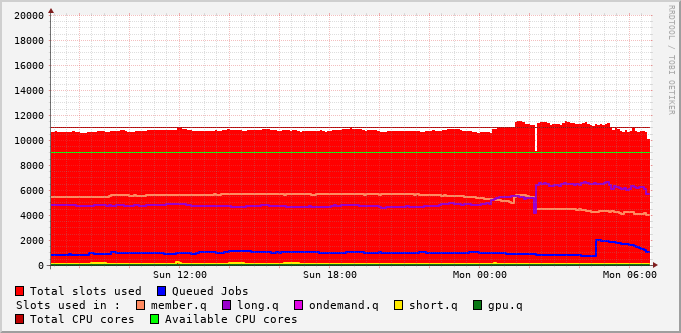 RRDTOOL / TOBI OETIKER
20000
18000
16000
14000
12000
10000
8000
6000
4000
2000
0
Sun 12:00 Sun 18:00 Mon 00:00 Mon 06:00
Total slots used Queued Jobs
Slots used in : member.q long.q ondemand.q short.q gpu.q
Total CPU cores Available CPU cores